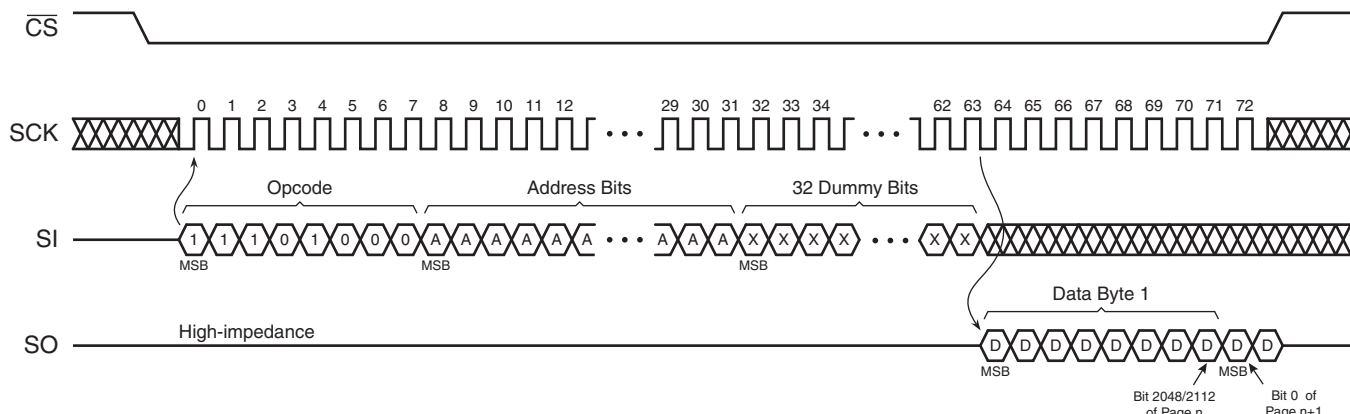 CS
SCK
0 1 2 3 4 5 6 7 8 9 10 11 12 29 30 31 32 33 34 62 63 64 65 66 67 68 69 70 71 72
Opcode Address Bits 32 Dummy Bits
SI
1 1 1 0 1 0 0 0 A A A A A A A A A X X X X X X
MSB MSB MSB
Data Byte 1
SO High-impedance
D D D D D D D D D D
MSB MSB
Bit 2048/2112 Bit 0 of
of Page n Page n+1